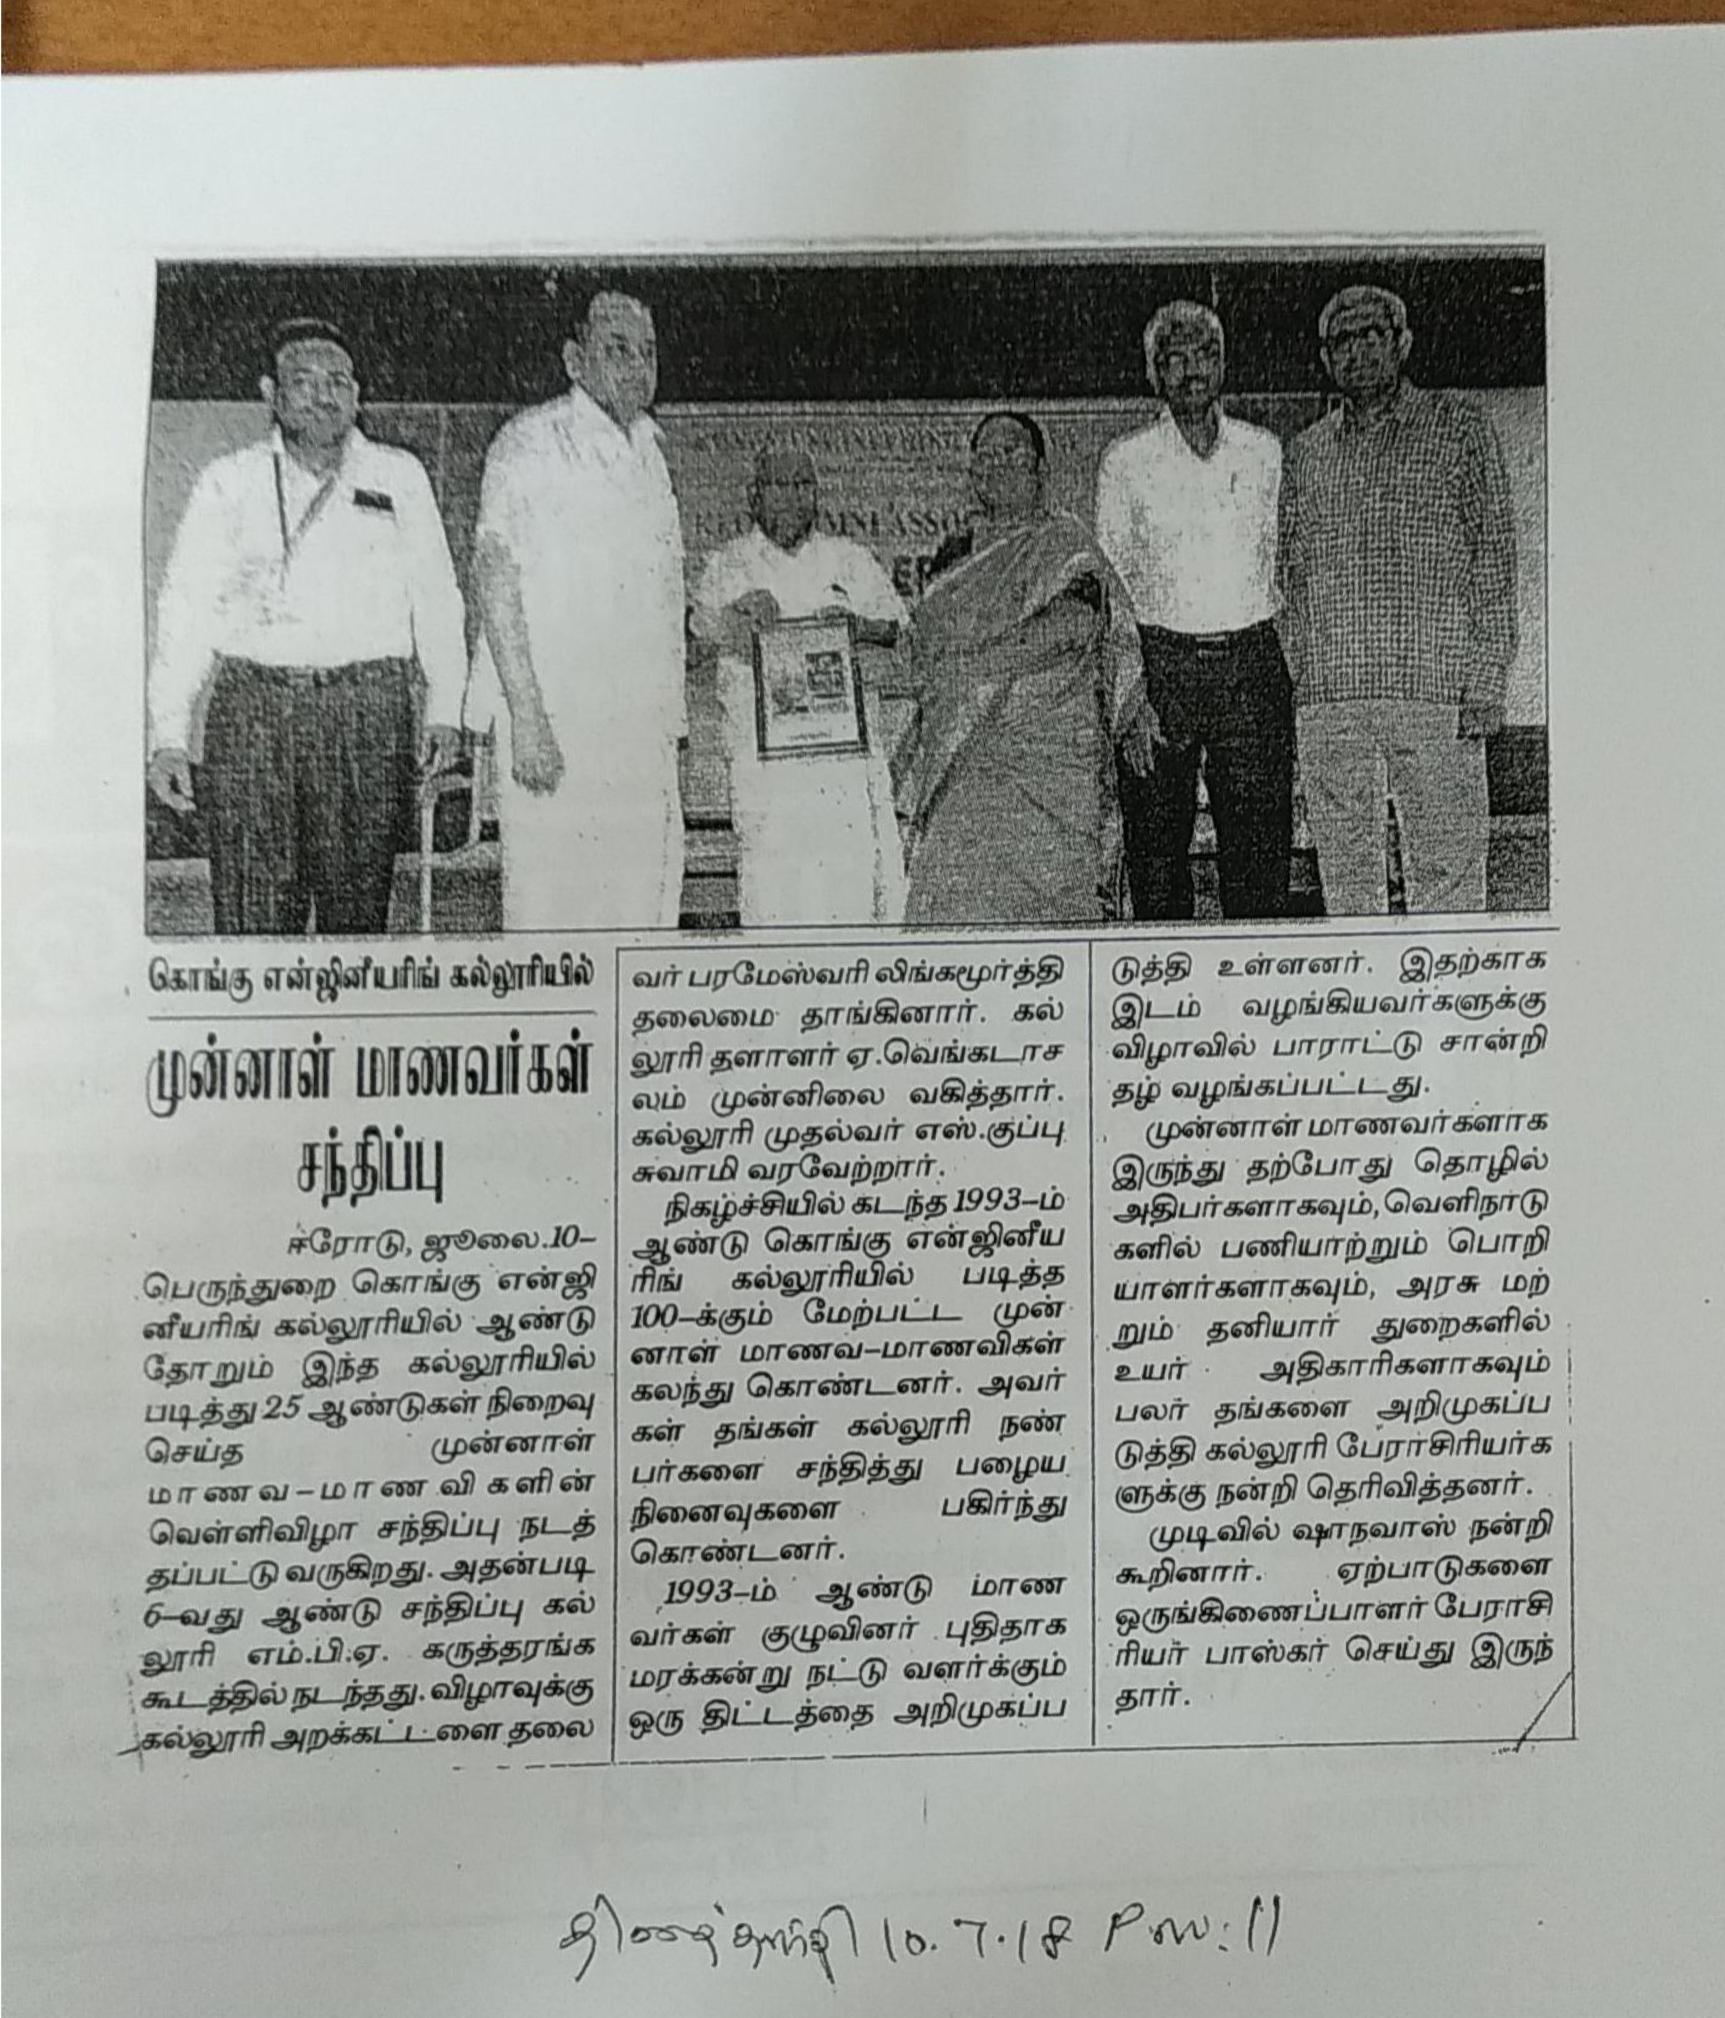 KONGU ENGINEERING
ASSOC
கொங்கு என்ஜினீயரிங் கல்லூரியில்
முன்னாள் மாணவர்கள்
சந்திப்பு
ஈரோடு, ஜூலை.10–
பெருந்துறை கொங்கு என்ஜி
னீயரிங் கல்லூரியில் ஆண்டு
தோறும் இந்த கல்லூரியில்
படித்து 25 ஆண்டுகள் நிறைவு
செய்த முன்னாள்
மாணவ–மாணவிகளின்
வெள்ளிவிழா சந்திப்பு நடத்
தப்பட்டு வருகிறது. அதன்படி
6–வது ஆண்டு சந்திப்பு கல்
லூரி எம்.பி.ஏ. கருத்தரங்க
கூடத்தில் நடந்தது. விழாவுக்கு
கல்லூரி அறக்கட்டளை தலை
வர் பரமேஸ்வரி லிங்கமூர்த்தி
தலைமை தாங்கினார். கல்
லூரி தாளாளர் ஏ.வெங்கடாச
லம் முன்னிலை வகித்தார்.
கல்லூரி முதல்வர் எஸ்.குப்பு
சுவாமி வரவேற்றார்.
நிகழ்ச்சியில் கடந்த 1993–ம்
ஆண்டு கொங்கு என்ஜினீய
ரிங் கல்லூரியில் படித்த
100–க்கும் மேற்பட்ட முன்
னாள் மாணவ–மாணவிகள்
கலந்து கொண்டனர். அவர்
கள் தங்கள் கல்லூரி நண்
பர்களை சந்தித்து பழைய
நினைவுகளை பகிர்ந்து
கொண்டனர்.
1993–ம் ஆண்டு மாண
வர்கள் குழுவினர் புதிதாக
மரக்கன்று நட்டு வளர்க்கும்
ஒரு திட்டத்தை அறிமுகப்ப
டுத்தி உள்ளனர். இதற்காக
இடம் வழங்கியவர்களுக்கு
விழாவில் பாராட்டு சான்றி
தழ் வழங்கப்பட்டது.
முன்னாள் மாணவர்களாக
இருந்து தற்போது தொழில்
அதிபர்களாகவும், வெளிநாடு
களில் பணியாற்றும் பொறி
யாளர்களாகவும், அரசு மற்
றும் தனியார் துறைகளில்
உயர் அதிகாரிகளாகவும்
பலர் தங்களை அறிமுகப்ப
டுத்தி கல்லூரி பேராசிரியர்க
ளுக்கு நன்றி தெரிவித்தனர்.
முடிவில் ஷாநவாஸ் நன்றி
கூறினார். ஏற்பாடுகளை
ஒருங்கிணைப்பாளர் பேராசி
ரியர் பாஸ்கர் செய்து இருந்
தார்.
தினத்தந்தி 10.7.18 11